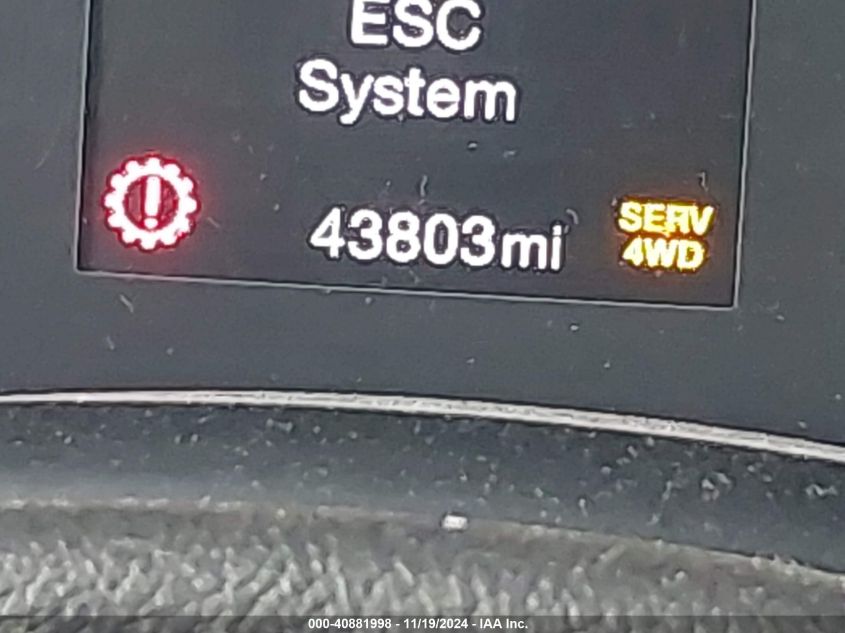 ESC
System
43803mi
SERV
4WD
000-40881998 - 11/19/2024 - IAA Inc.